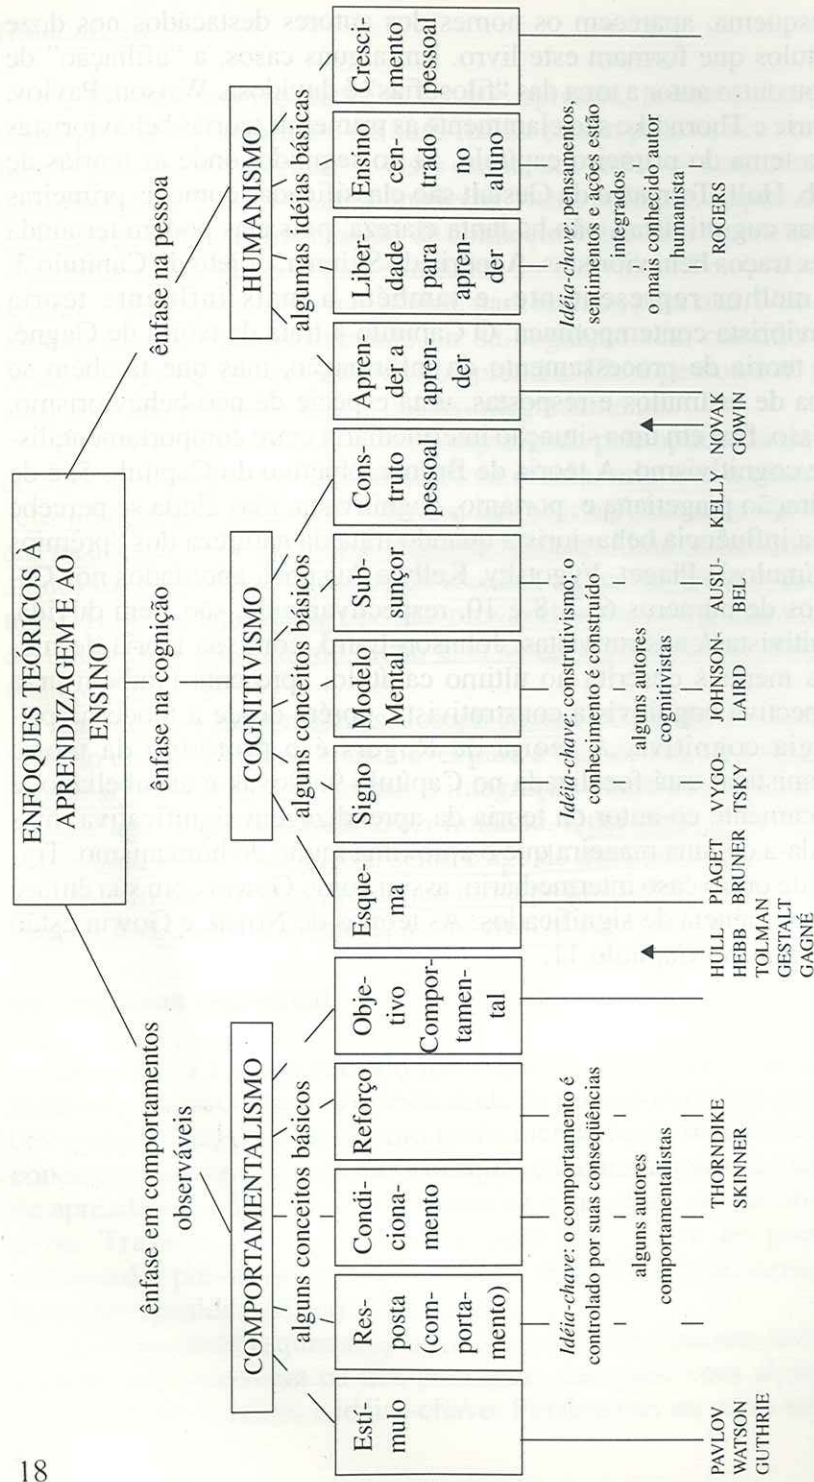 ENFOQUES TEÓRICOS À
APRENDIZAGEM E AO
ENSINO
ênfase em comportamentos
observáveis
ênfase na cognição
ênfase na pessoa
COMPORTAMENTALISMO
COGNITIVISMO
HUMANISMO
alguns conceitos básicos
alguns conceitos básicos
algumas idéias básicas
Estí-
mulo
Res-
posta
(com-
porta-
mento)
Condi-
ciona-
mento
Reforço
Obje-
tivo
Compor-
tamen-
tal
Esque-
ma
Signo
Modelo
Mental
Sub-
sunçor
Cons-
truto
pessoal
Apren-
der a
apren-
der
Liber-
dade
para
apren-
der
Ensino
cen-
trado
no
aluno
Cresci-
mento
pessoal
Idéia-chave: o comportamento é
controlado por suas conseqüências
Idéia-chave: construtivismo; o
conhecimento é construído
Idéia-chave: pensamentos,
sentimentos e ações estão
integrados
alguns autores
comportamentalistas
alguns autores
cognitivistas
o mais conhecido autor
humanista
PAVLOV
WATSON
GUTHRIE
THORNDIKE
SKINNER
HULL
HEBB
TOLMAN
GESTALT
GAGNÉ
PIAGET
BRUNER
VYGO-
TSKY
JOHNSON-
LAIRD
AUSU-
BEL
KELLY
NOVAK
GOWIN
ROGERS
18